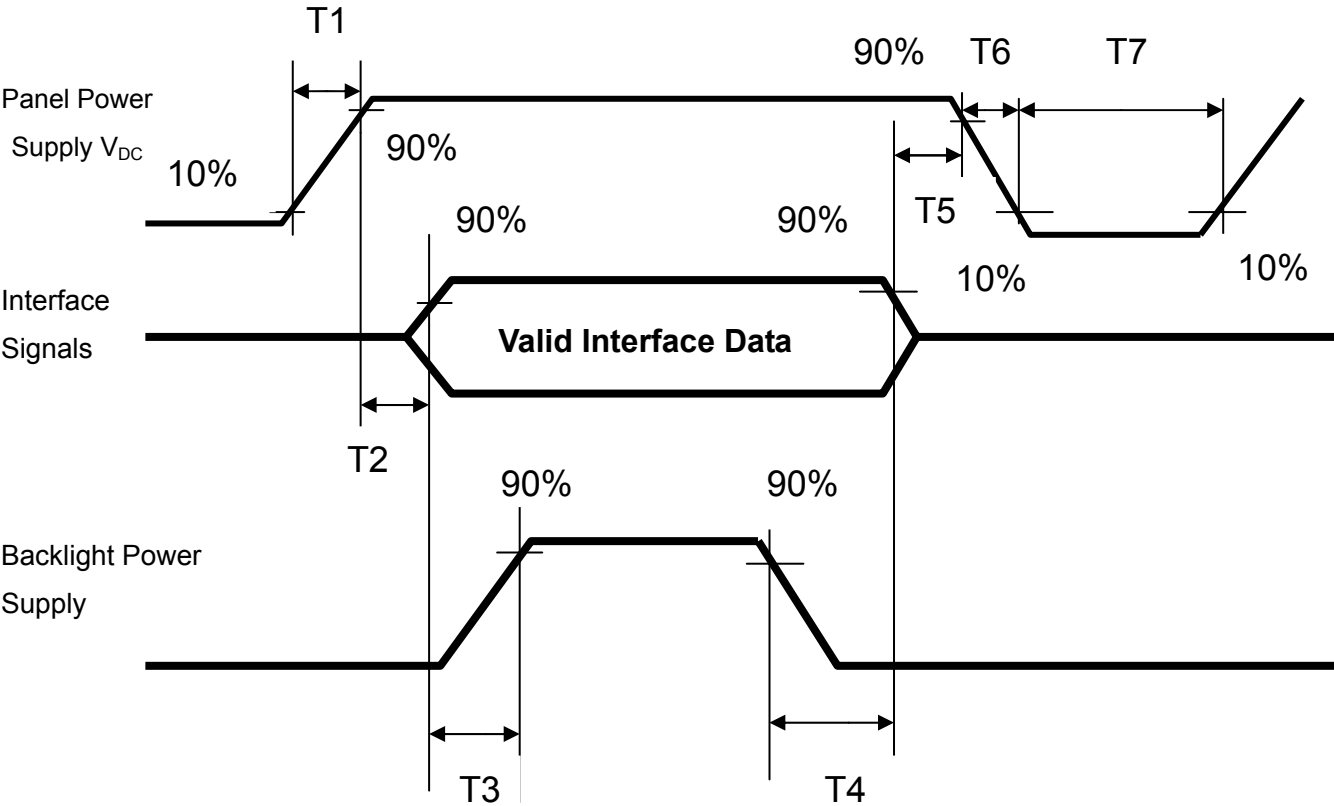 T1
90%
T6
T7
Panel Power
Supply VDC
10%
90%
T5
90%
90%
10%
10%
Interface
Signals
Valid Interface Data
T2
90%
90%
Backlight Power
Supply
T3
T4